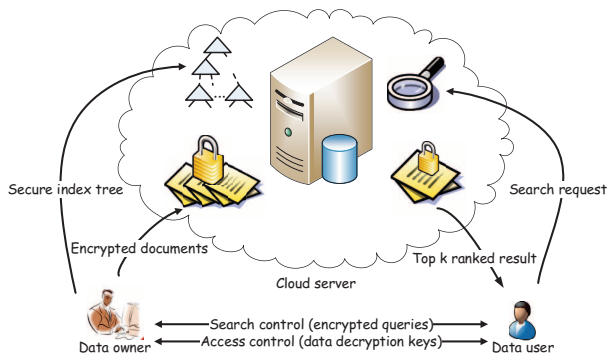 Secure index tree
Search request
Encrypted documents
Top k ranked result
Cloud server
Data owner
Search control (encrypted queries)
Access control (data decryption keys)
Data user